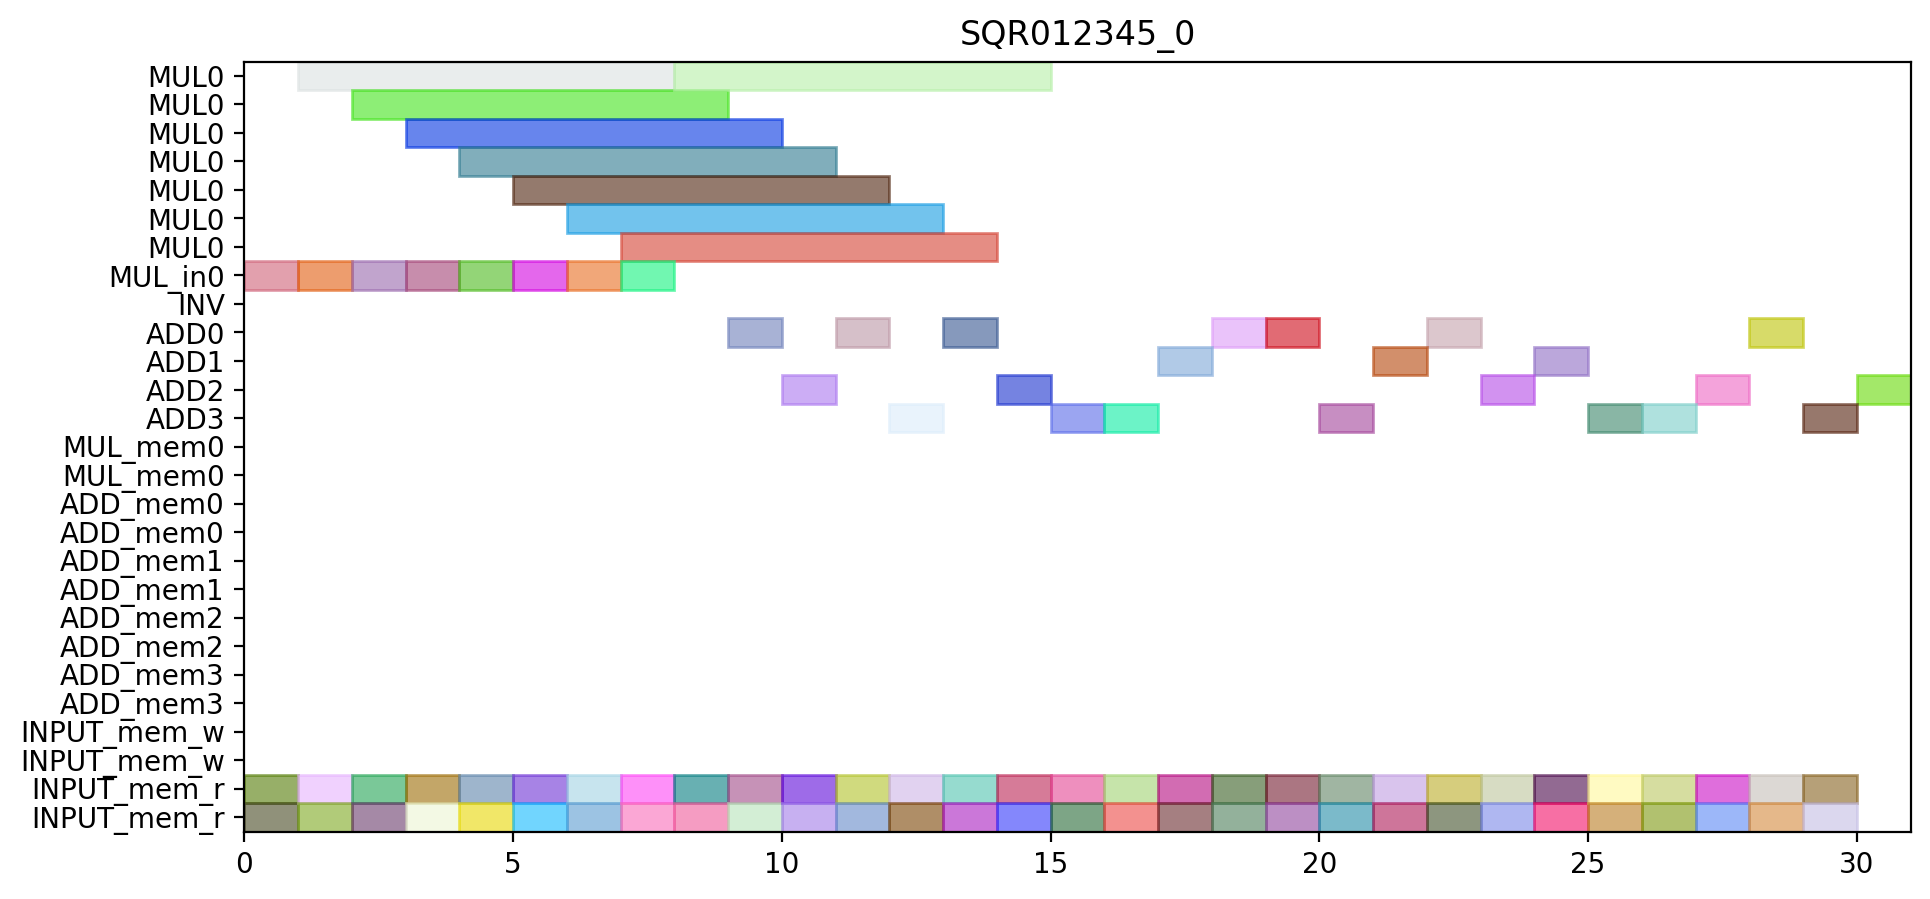 SQR012345_0
MUL0
MUL0
MUL0
MUL0
MUL0
MUL0
MUL0
MUL_in0
INV
ADD0
ADD1
ADD2
ADD3
MUL_mem0
MUL_mem0
ADD_mem0
ADD_mem0
ADD_mem1
ADD_mem1
ADD_mem2
ADD_mem2
ADD_mem3
ADD_mem3
INPUT_mem_w
INPUT_mem_w
INPUT_mem_r
INPUT_mem_r
0 5 10 15 20 25 30